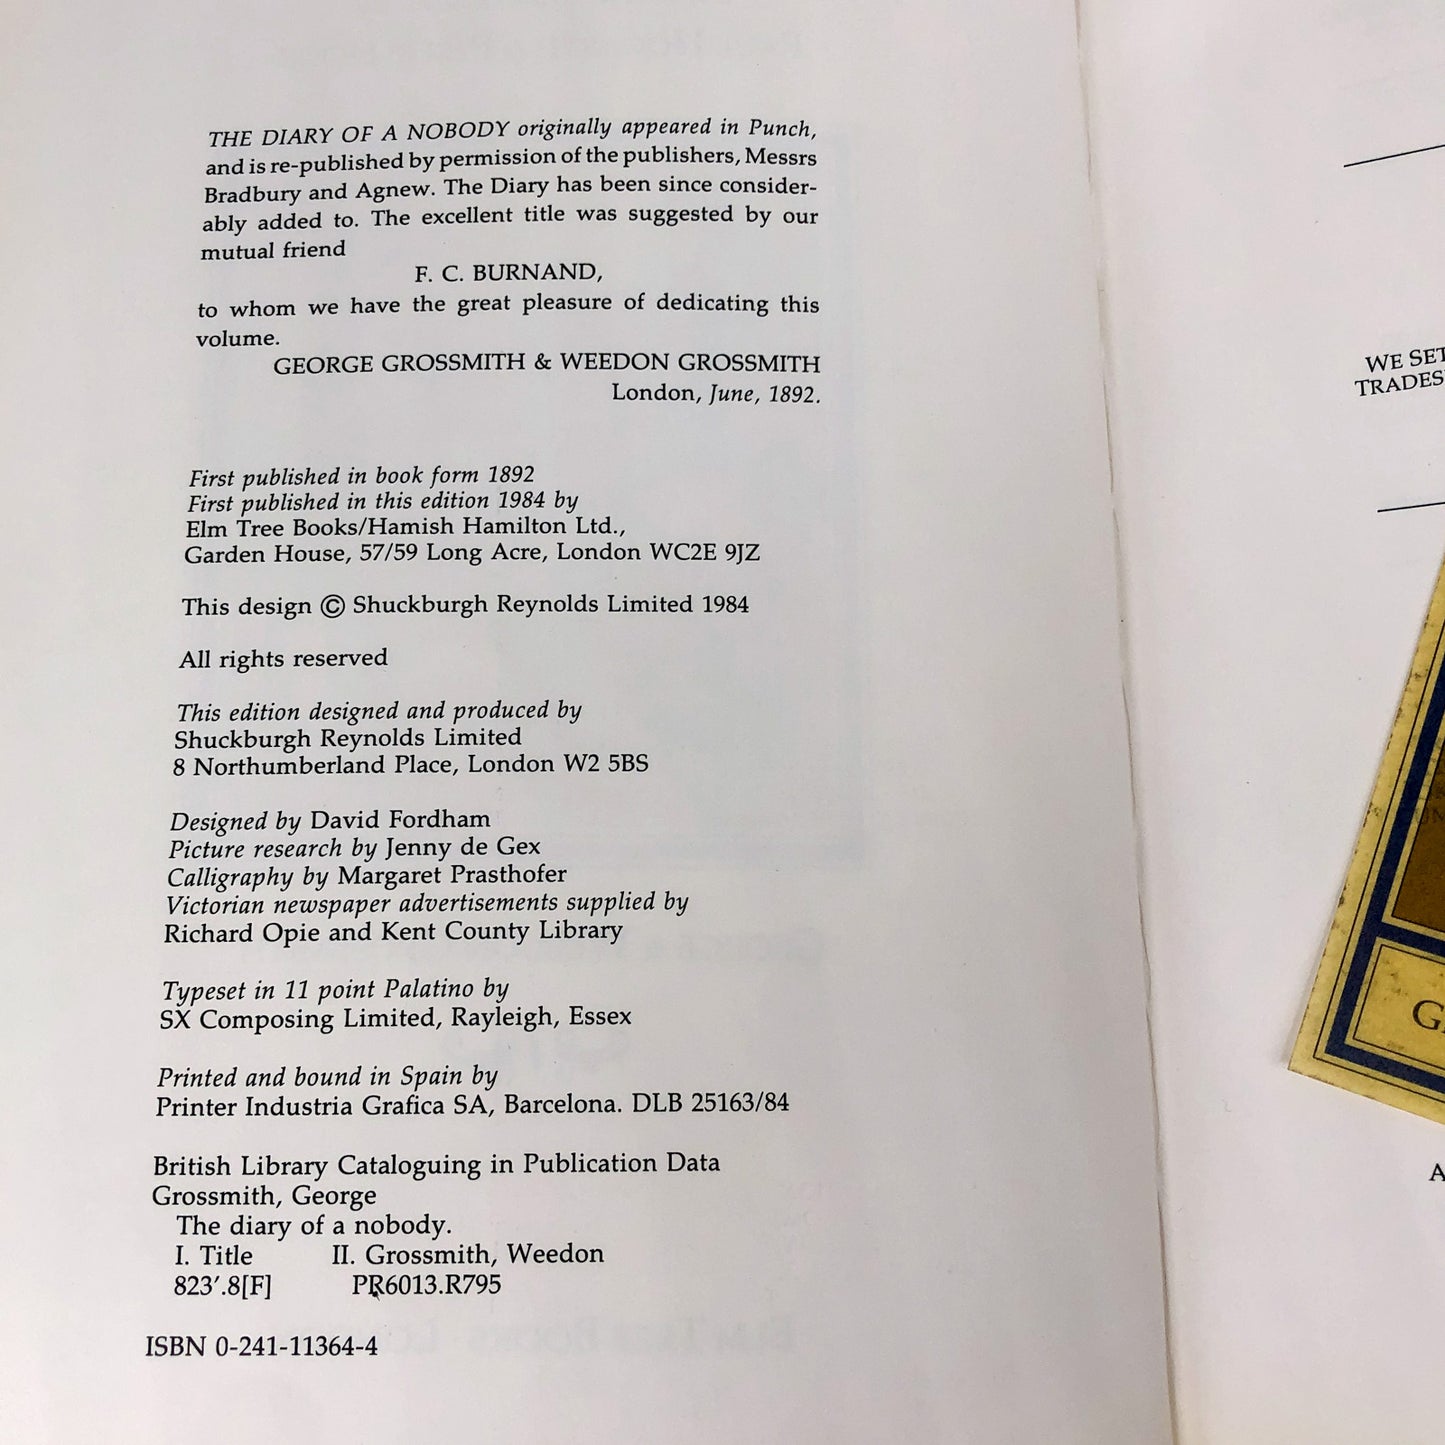 THE DIARY OF A NOBODY originally appeared in Punch,
and is re-published by permission of the publishers, Messrs
Bradbury and Agnew. The Diary has been since consider-
ably added to. The excellent title was suggested by our
mutual friend
F. C. BURNAND,
to whom we have the great pleasure of dedicating this
volume.
GEORGE GROSSMITH & WEEDON GROSSMITH
London, June, 1892.
First published in book form 1892
First published in this edition 1984 by
Elm Tree Books/Hamish Hamilton Ltd.,
Garden House, 57/59 Long Acre, London WC2E 9JZ
This design © Shuckburgh Reynolds Limited 1984
All rights reserved
This edition designed and produced by
Shuckburgh Reynolds Limited
8 Northumberland Place, London W2 5BS
Designed by David Fordham
Picture research by Jenny de Gex
Calligraphy by Margaret Prasthofer
Victorian newspaper advertisements supplied by
Richard Opie and Kent County Library
Typeset in 11 point Palatino by
SX Composing Limited, Rayleigh, Essex
Printed and bound in Spain by
Printer Industria Grafica SA, Barcelona. DLB 25163/84
British Library Cataloguing in Publication Data
Grossmith, George
The diary of a nobody.
I. Title II. Grossmith, Weedon
823'.8[F] PR6013.R795
ISBN 0-241-11364-4
WE SET
TRADES